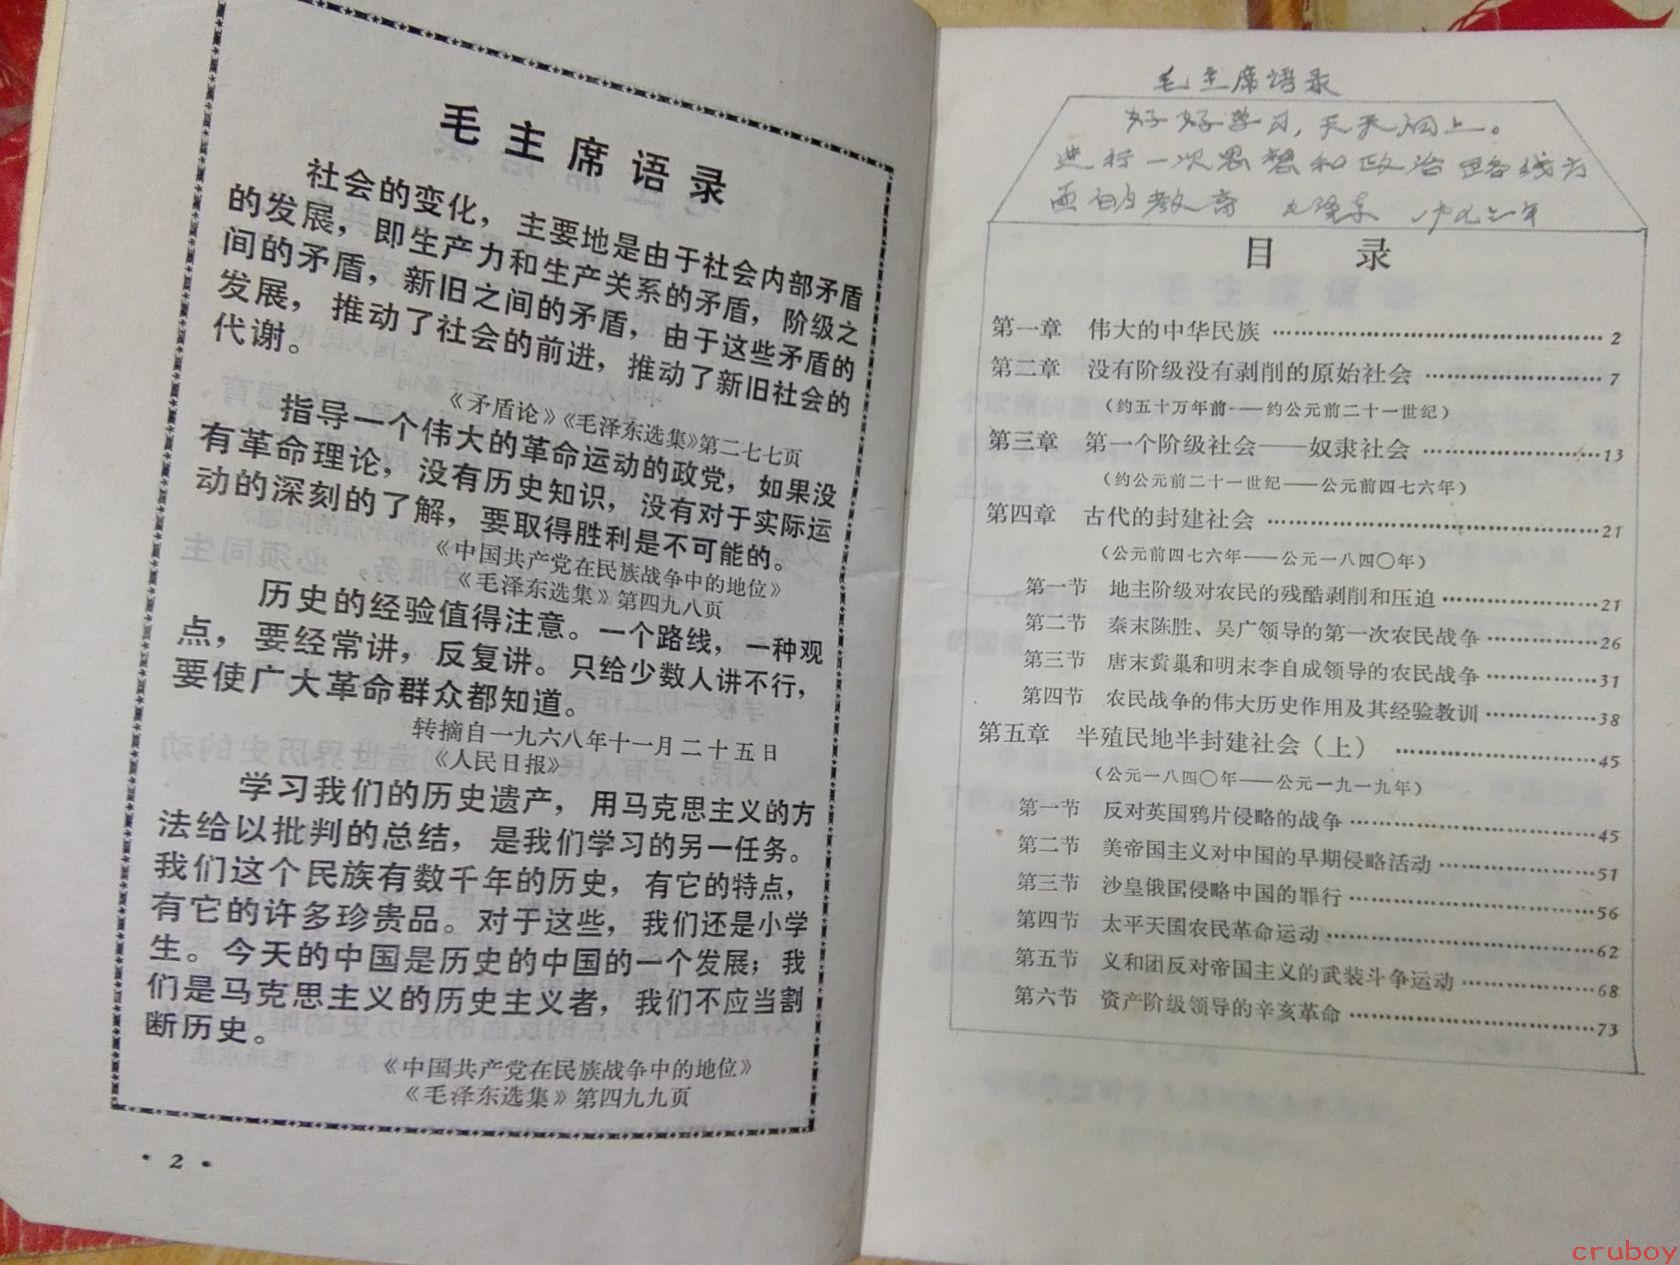 毛主席语录
社会的变化，主要地是由于社会内部矛盾
的发展，即生产力和生产关系的矛盾，阶级之
间的矛盾，新旧之间的矛盾，由于这些矛盾的
发展，推动了社会的前进，推动了新旧社会的
代谢。
《矛盾论》《毛泽东选集》第二七七页
指导一个伟大的革命运动的政党，如果没
有革命理论，没有历史知识，没有对于实际运
动的深刻的了解，要取得胜利是不可能的。
《中国共产党在民族战争中的地位》
《毛泽东选集》第四九八页
历史的经验值得注意。一个路线，一种观
点，要经常讲，反复讲。只给少数人讲不行，
要使广大革命群众都知道。
转摘自一九六八年十一月二十五日
《人民日报》
学习我们的历史遗产，用马克思主义的方
法给以批判的总结，是我们学习的另一任务。
我们这个民族有数千年的历史，有它的特点，
有它的许多珍贵品。对于这些，我们还是小学
生。今天的中国是历史的中国的一个发展；我
们是马克思主义的历史主义者，我们不应当割
断历史。
《中国共产党在民族战争中的地位》
《毛泽东选集》第四九九页
·2·
毛主席语录
好好学习，天天向上。
进行一次思想和政治路线方
面的教育 毛泽东
目 录
第一章 伟大的中华民族 ……2
第二章 没有阶级没有剥削的原始社会 ……7
（约五十万年前——约公元前二十一世纪）
第三章 第一个阶级社会——奴隶社会 ……13
（约公元前二十一世纪——公元前四七六年）
第四章 古代的封建社会 ……21
（公元前四七六年——公元一八四〇年）
第一节 地主阶级对农民的残酷剥削和压迫 ……21
第二节 秦末陈胜、吴广领导的第一次农民战争 ……26
第三节 唐末黄巢和明末李自成领导的农民战争 ……31
第四节 农民战争的伟大历史作用及其经验教训 ……38
第五章 半殖民地半封建社会（上） ……45
（公元一八四〇年——公元一九一九年）
第一节 反对英国鸦片侵略的战争 ……45
第二节 美帝国主义对中国的早期侵略活动 ……51
第三节 沙皇俄国侵略中国的罪行 ……56
第四节 太平天国农民革命运动 ……62
第五节 义和团反对帝国主义的武装斗争运动 ……68
第六节 资产阶级领导的辛亥革命 ……73
cruboy